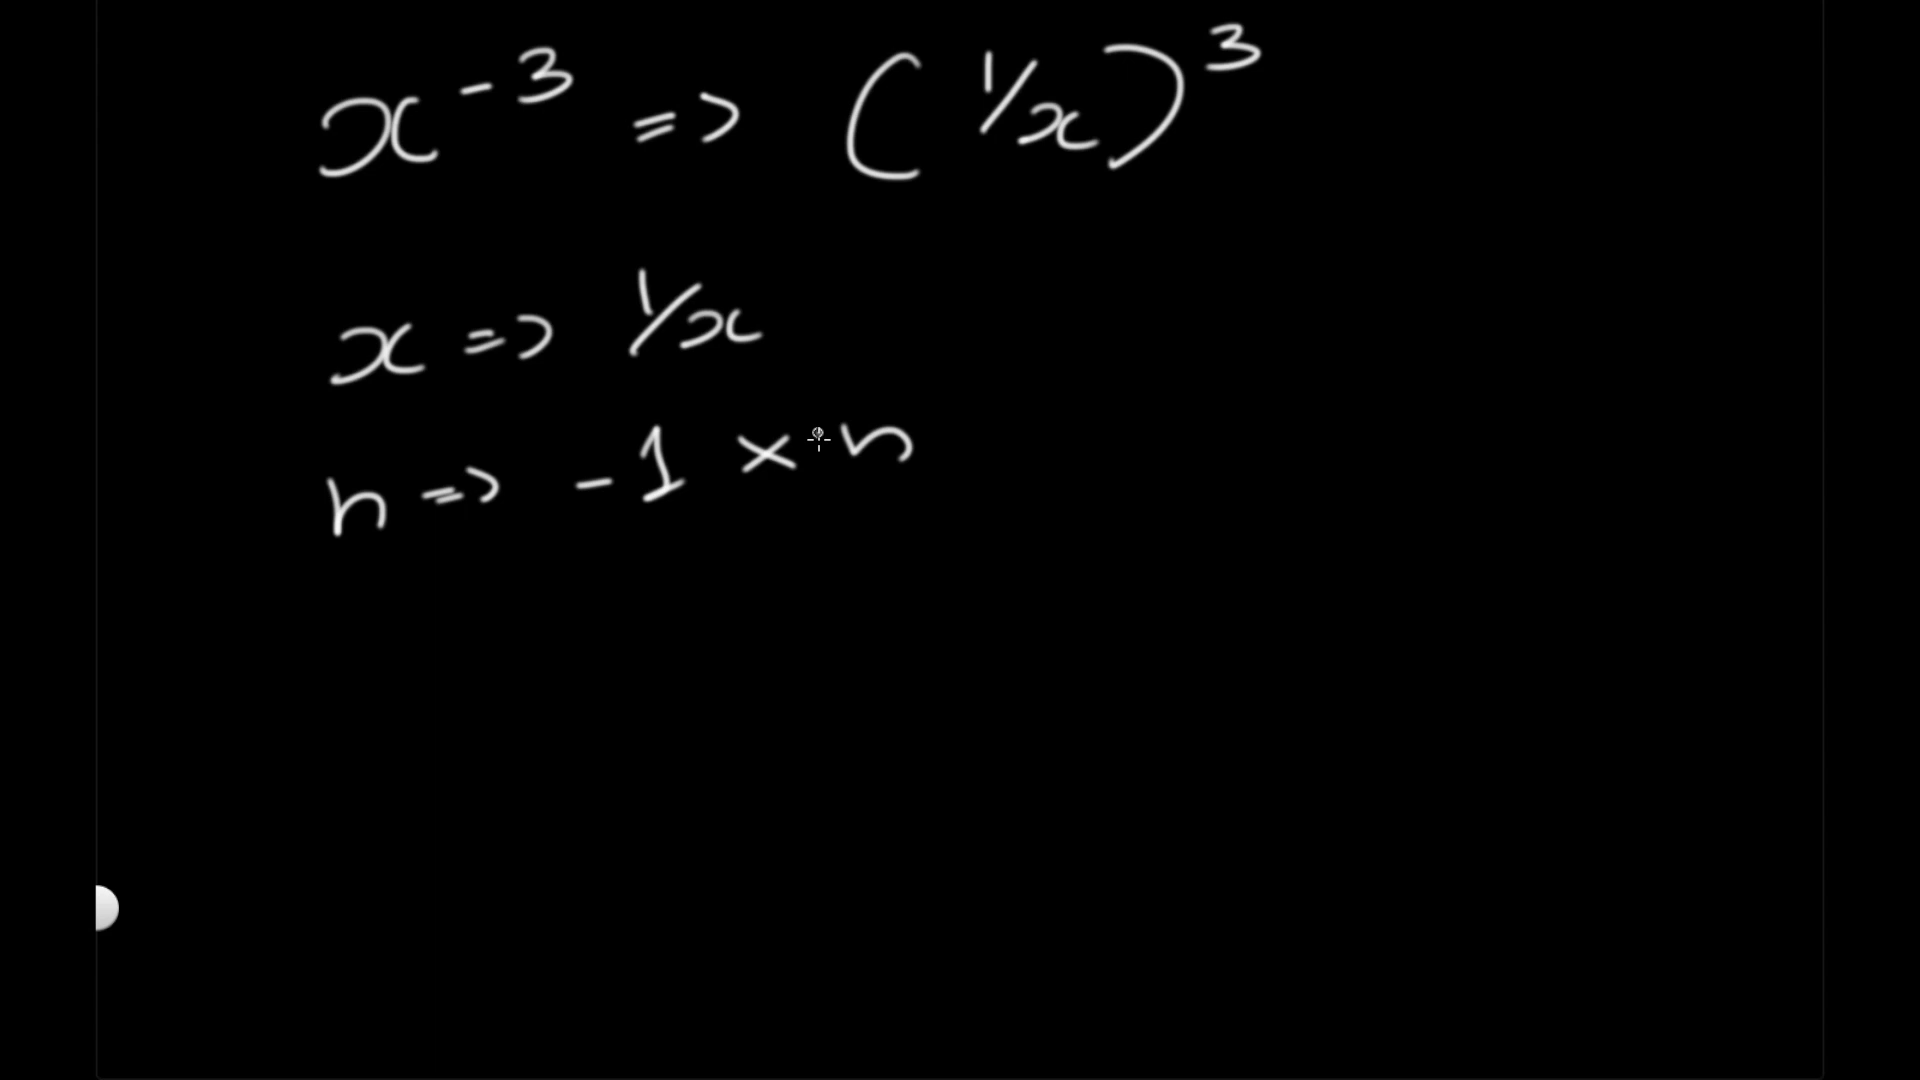 x⁻³ => (1/x)³
x => 1/x
n => -1 × n